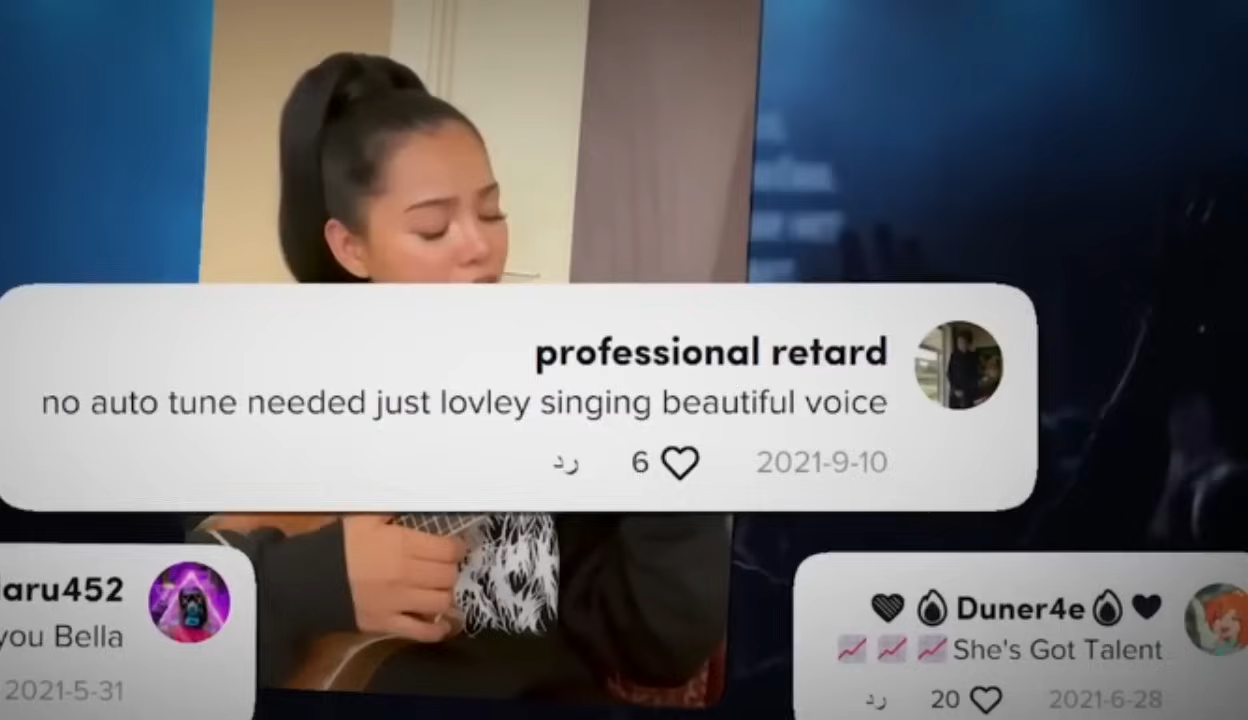 professional retard
no auto tune needed just lovley singing beautiful voice
رد
6
2021-9-10
laru452
you Bella
2021-5-31
Duner4e
📈 📈 📈 She's Got Talent
رد
20
2021-6-28